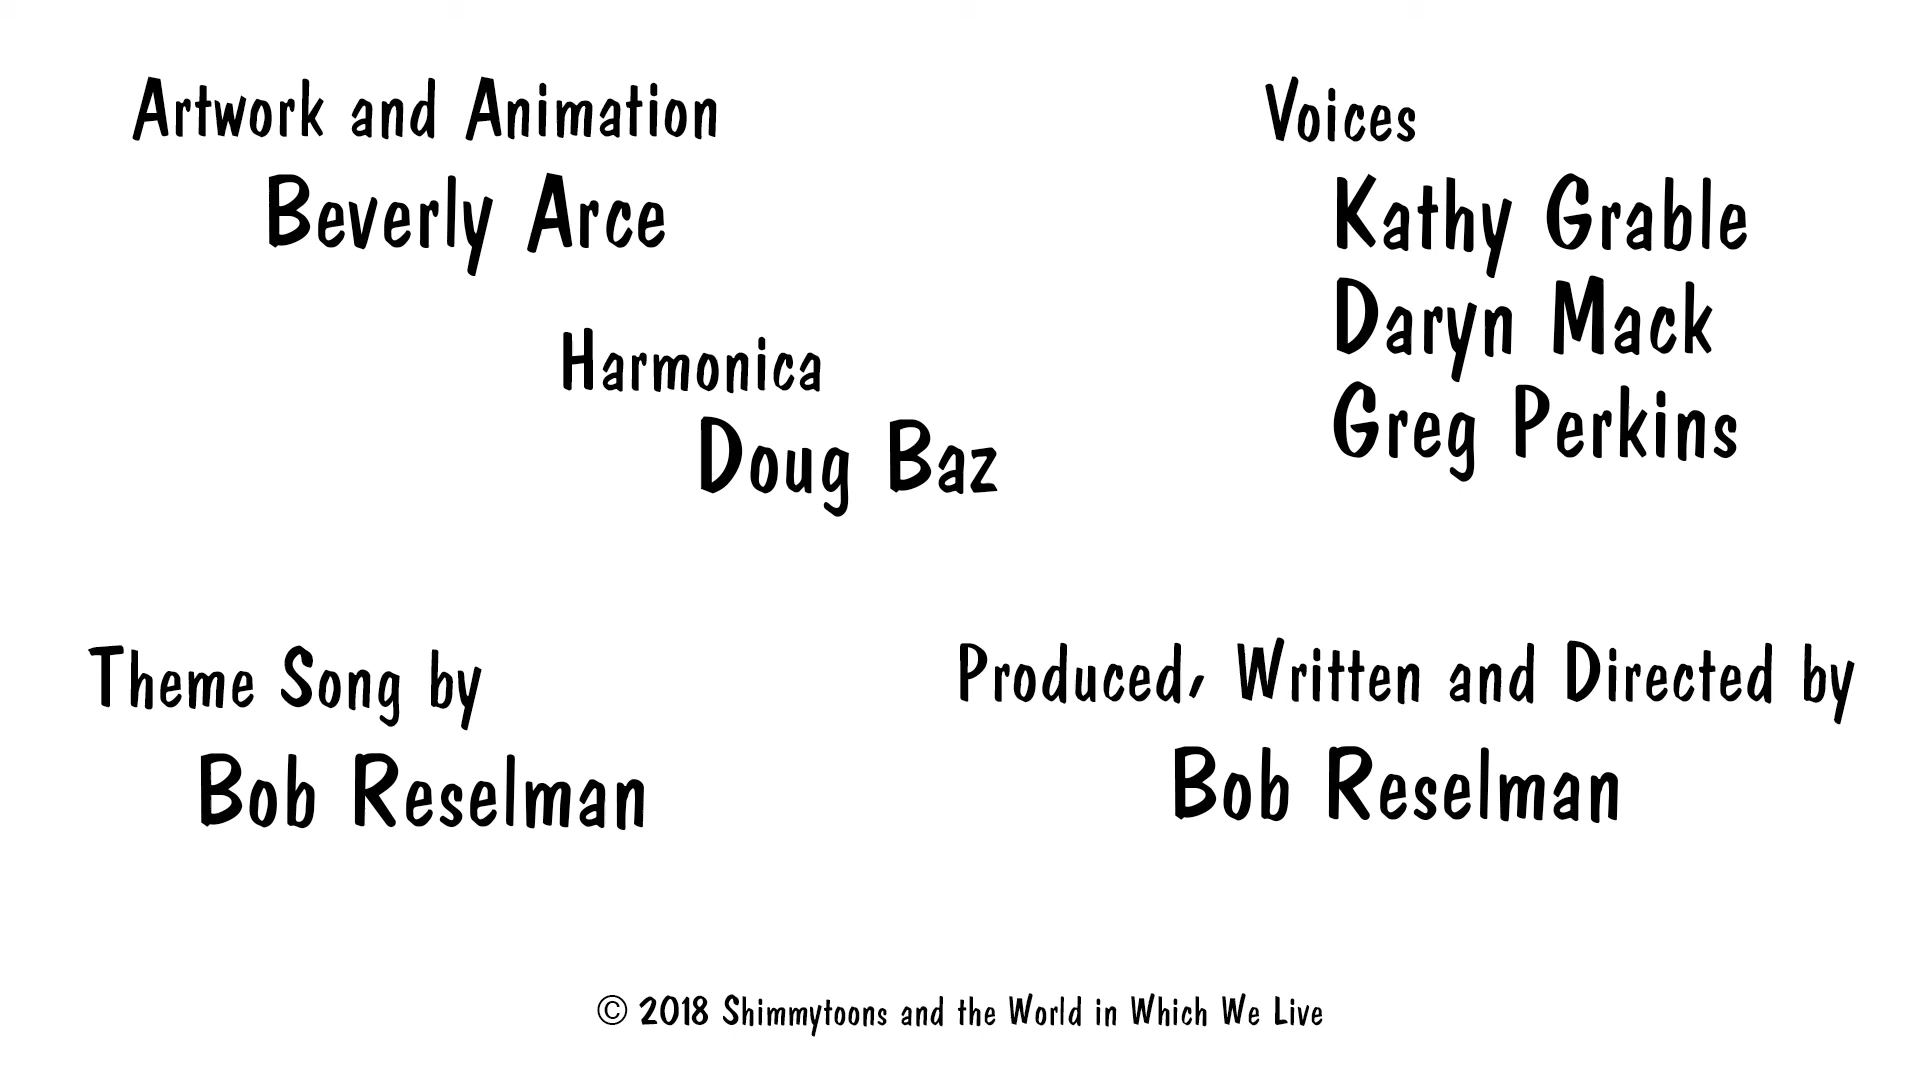 Artwork and Animation
Beverly Arce
Harmonica
Doug Baz
Voices
Kathy Grable
Daryn Mack
Greg Perkins
Theme Song by
Bob Reselman
Produced, Written and Directed by
Bob Reselman
© 2018 Shimmytoons and the World in Which We Live